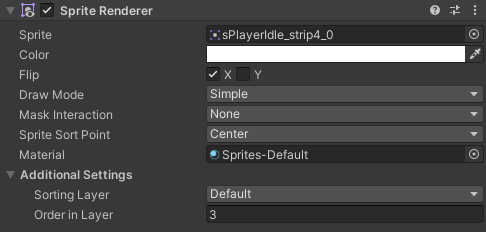 Sprite Renderer
Sprite sPlayerIdle_strip4_0
Color
Flip X Y
Draw Mode Simple
Mask Interaction None
Sprite Sort Point Center
Material Sprites-Default
Additional Settings
Sorting Layer Default
Order in Layer 3